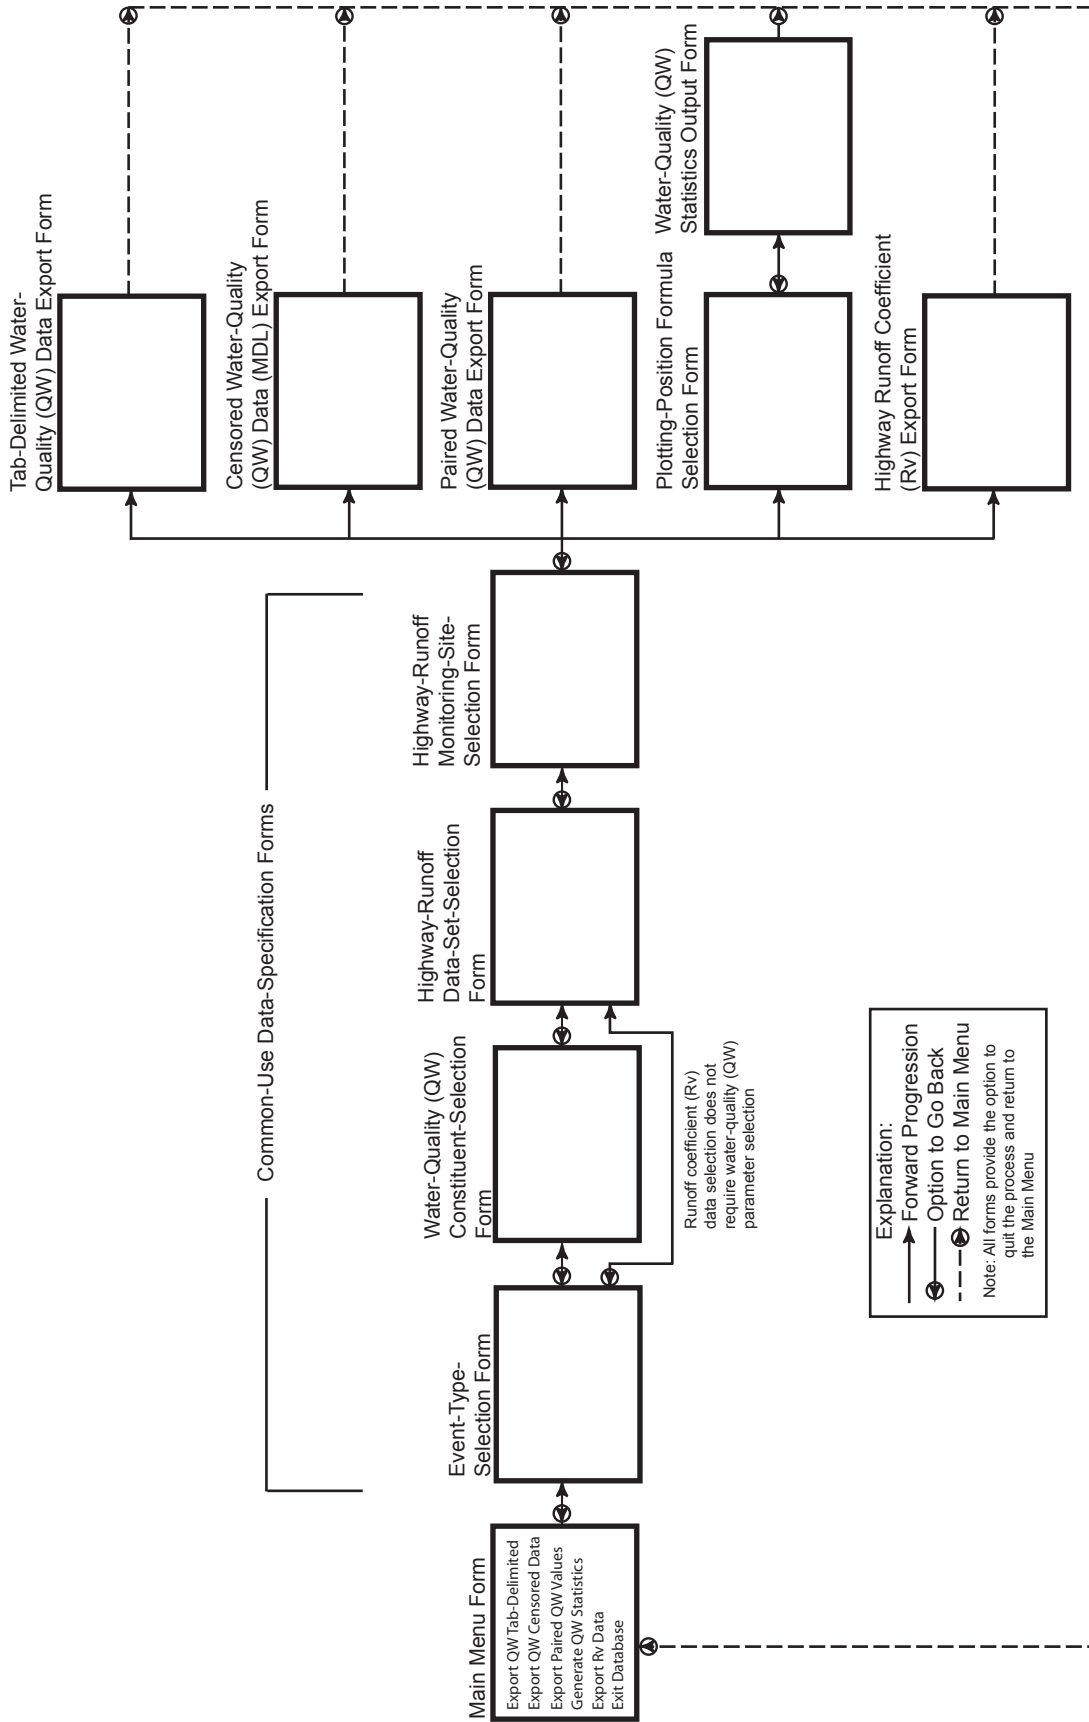 Common-Use Data-Specification Forms
Main Menu Form
Export QW Tab-Delimited
Export QW Censored Data
Export Paired QW Values
Generate QW Statistics
Export Rv Data
Exit Database
Event-Type-
Selection Form
Water-Quality (QW)
Constituent-Selection
Form
Highway-Runoff
Data-Set-Selection
Form
Highway-Runoff
Monitoring-Site-
Selection Form
Runoff coefficient (Rv)
data selection does not
require water-quality (QW)
parameter selection
Tab-Delimited Water-
Quality (QW) Data Export Form
Censored Water-Quality
(QW) Data (MDL) Export Form
Paired Water-Quality
(QW) Data Export Form
Plotting-Position Formula
Selection Form
Water-Quality (QW)
Statistics Output Form
Highway Runoff Coefficient
(Rv) Export Form
Explanation:
Forward Progression
Option to Go Back
Return to Main Menu
Note: All forms provide the option to
quit the process and return to
the Main Menu